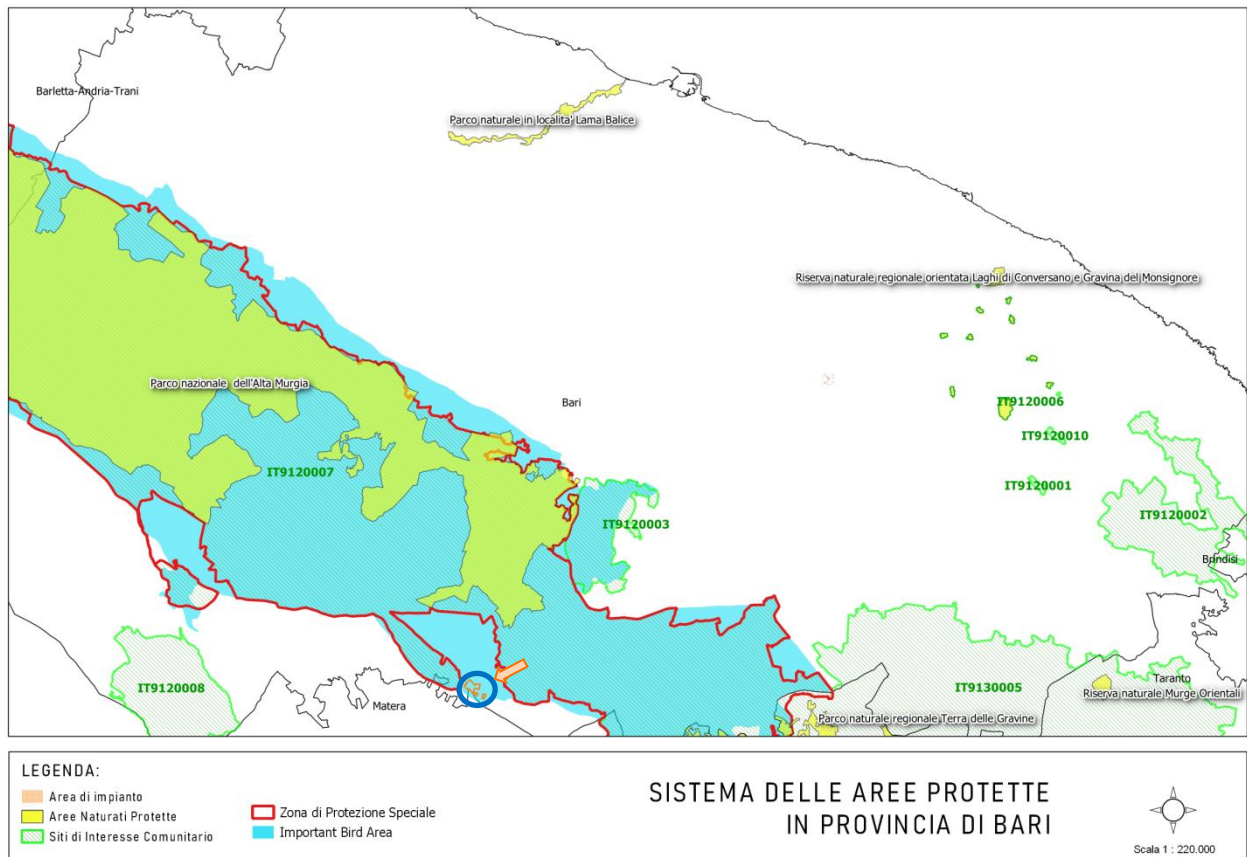 Barletta-Andria-Trani
Parco naturale in localita' Lama Balice
Riserva naturale regionale orientata Laghi di Conversano e Gravina del Monsignore
Parco nazionale dell'Alta Murgia
Bari
IT9120006
IT9120010
IT9120007
IT9120001
IT9120003
IT9120002
Brindisi
IT9120008
IT9130005
Taranto
Riserva naturale Murge Orientali
Matera
Parco naturale regionale Terra delle Gravine
LEGENDA:
Area di impianto
Aree Naturati Protette
Siti di Interesse Comunitario
Zona di Protezione Speciale
Important Bird Area
SISTEMA DELLE AREE PROTETTE
IN PROVINCIA DI BARI
Scala 1 : 220.000